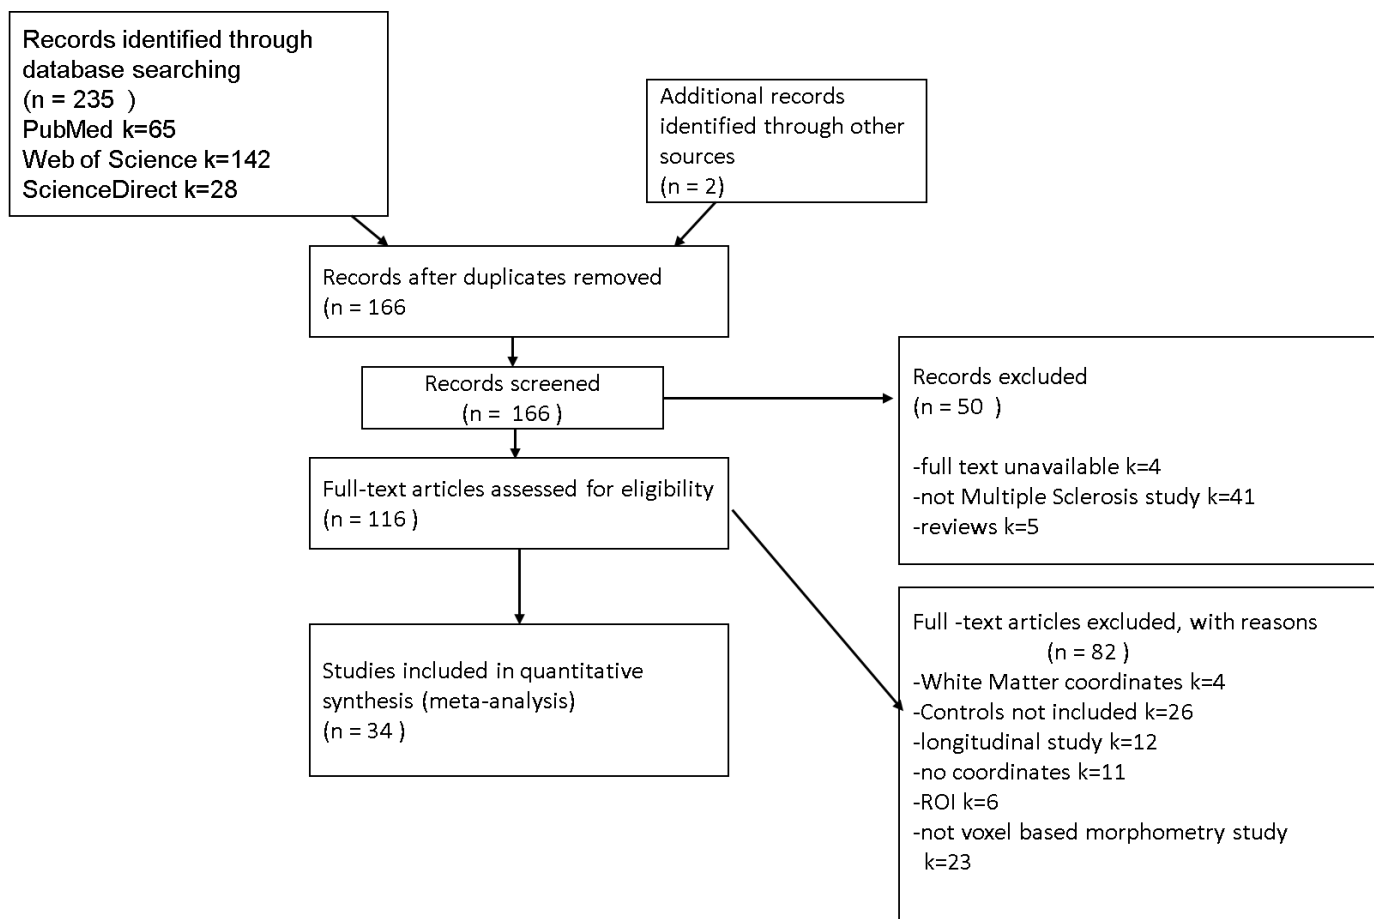 Records identified through
database searching
(n = 235  )
PubMed k=65
Web of Science k=142
ScienceDirect k=28
Additional records
identified through other
sources
(n = 2)
Records after duplicates removed
(n = 166
Records screened
(n =  166 )
Records excluded
(n = 50  )
-full text unavailable k=4
-not Multiple Sclerosis study k=41
-reviews k=5
Full-text articles assessed for eligibility
(n = 116 )
Full -text articles excluded, with reasons
(n = 82 )
-White Matter coordinates k=4
-Controls not included k=26
-longitudinal study k=12
-no coordinates k=11
-ROI k=6
-not voxel based morphometry study
k=23
Studies included in quantitative
synthesis (meta-analysis)
(n = 34 )